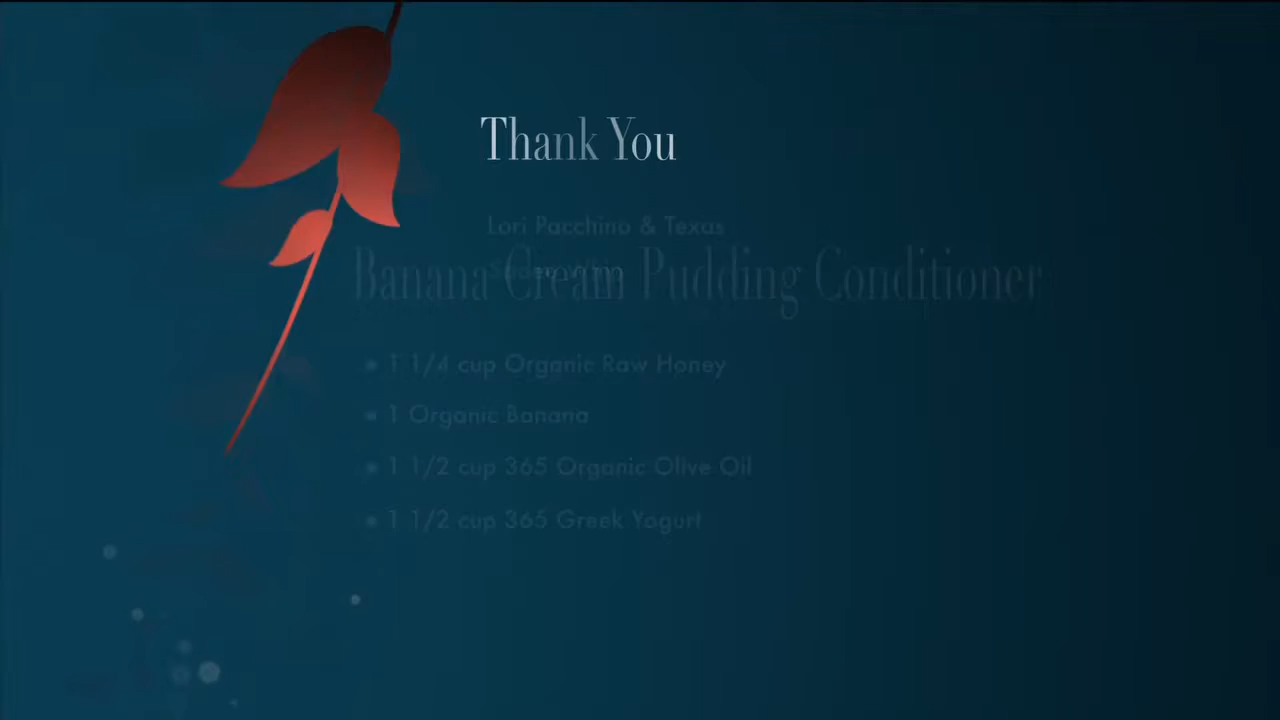 Thank You
Lori Pacchino & Texas
Banana Cream Pudding Conditioner
1 1/4 cup Organic Raw Honey
1 Organic Banana
1 1/2 cup 365 Organic Olive Oil
1 1/2 cup 365 Greek Yogurt